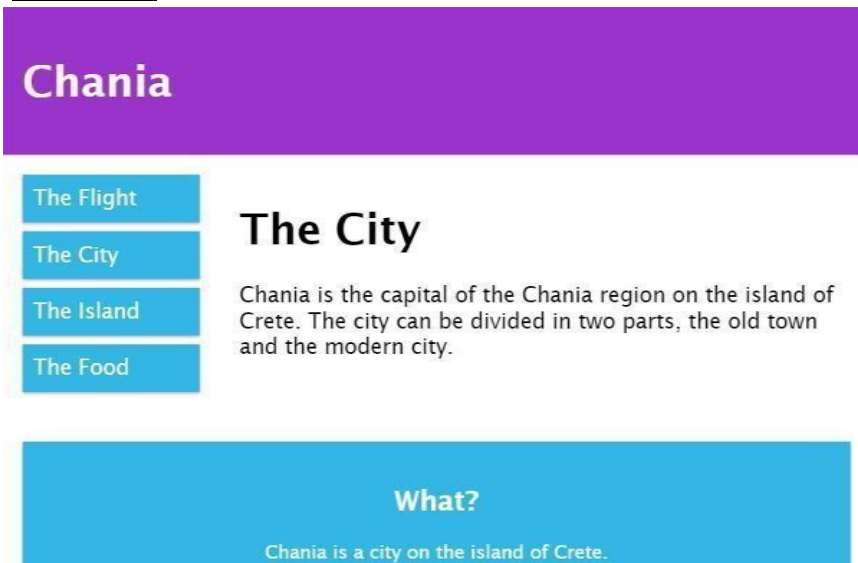 Chania
The Flight
The City
The Island
The Food
The City
Chania is the capital of the Chania region on the island of
Crete. The city can be divided in two parts, the old town
and the modern city.
What?
Chania is a city on the island of Crete.